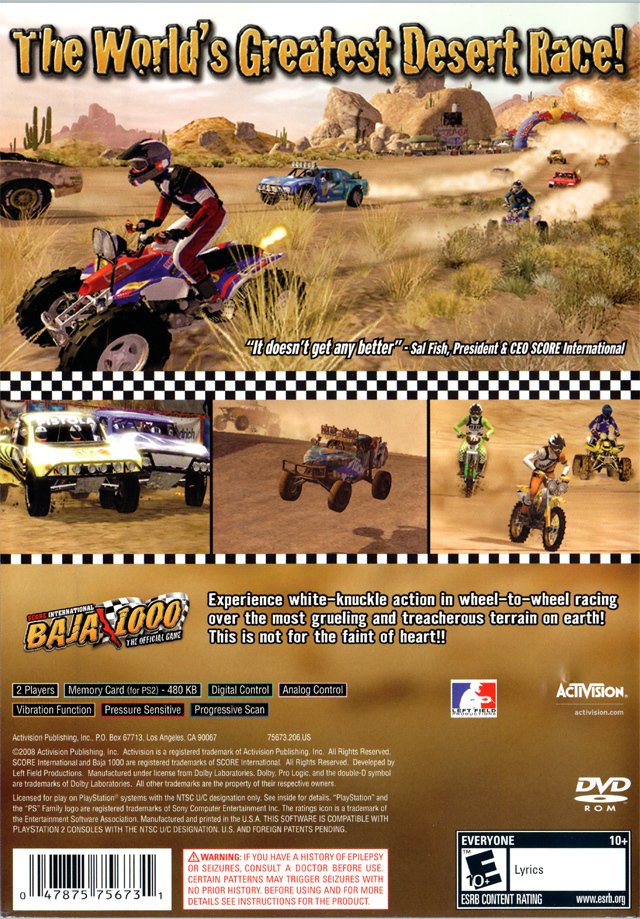 The World's Greatest Desert Race!
"It doesn't get any better" - Sal Fish, President & CEO SCORE International
SCORE INTERNATIONAL
BAJA 1000
THE OFFICIAL GAME
Experience white-knuckle action in wheel-to-wheel racing
over the most grueling and treacherous terrain on earth!
This is not for the faint of heart!!
2 Players
Memory Card (for PS2) - 480 KB
Digital Control
Analog Control
Vibration Function
Pressure Sensitive
Progressive Scan
LEFT FIELD
PRODUCTIONS
ACTIVISION.
activision.com
Activision Publishing, Inc., P.O. Box 67713, Los Angeles, CA 90067
75673.206.US
©2008 Activision Publishing, Inc. Activision is a registered trademark of Activision Publishing, Inc. All Rights Reserved.
SCORE International and Baja 1000 are registered trademarks of SCORE International. All Rights Reserved. Developed by
Left Field Productions. Manufactured under license from Dolby Laboratories. Dolby, Pro Logic, and the double-D symbol
are trademarks of Dolby Laboratories. All other trademarks are the property of their respective owners.
Licensed for play on PlayStation® systems with the NTSC U/C designation only. See inside for details. "PlayStation" and
the "PS" Family logo are registered trademarks of Sony Computer Entertainment Inc. The ratings icon is a trademark of
the Entertainment Software Association. Manufactured and printed in the U.S.A. THIS SOFTWARE IS COMPATIBLE WITH
PLAYSTATION 2 CONSOLES WITH THE NTSC U/C DESIGNATION. U.S. AND FOREIGN PATENTS PENDING.
DVD
ROM
0 47875 75673 1
WARNING: IF YOU HAVE A HISTORY OF EPILEPSY
OR SEIZURES, CONSULT A DOCTOR BEFORE USE.
CERTAIN PATTERNS MAY TRIGGER SEIZURES WITH
NO PRIOR HISTORY. BEFORE USING AND FOR MORE
DETAILS SEE INSTRUCTIONS FOR THE PRODUCT.
EVERYONE 10+
E
10+
™
Lyrics
ESRB CONTENT RATING www.esrb.org